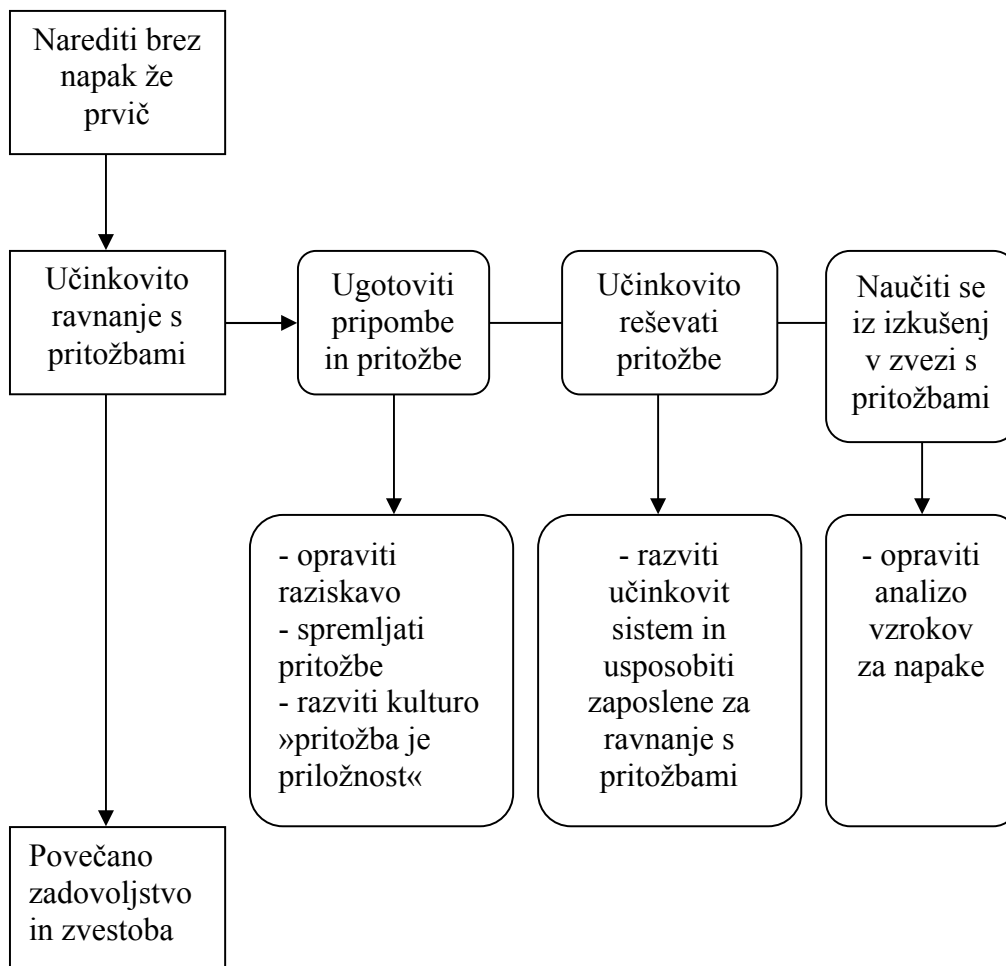 Narediti brez
napak že
prvič
Učinkovito
ravnanje s
pritožbami
Ugotoviti
pripombe
in pritožbe
Učinkovito
reševati
pritožbe
Naučiti se
iz izkušenj
v zvezi s
pritožbami
- opraviti
raziskavo
- spremljati
pritožbe
- razviti kulturo
»pritožba je
priložnost«
- razviti
učinkovit
sistem in
usposobiti
zaposlene za
ravnanje s
pritožbami
- opraviti
analizo
vzrokov
za napake
Povečano
zadovoljstvo
in zvestoba